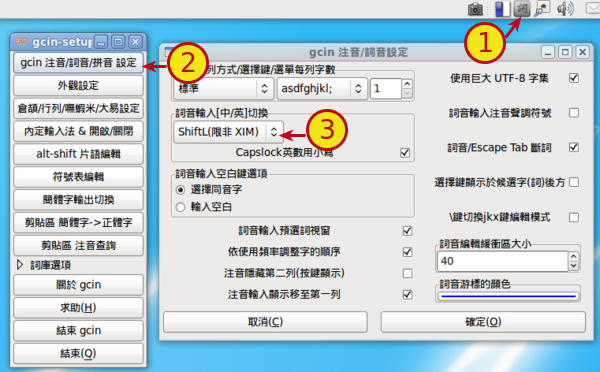 1
gcin-setup
gcin 注音/詞音/拼音 設定
外觀設定
倉頡/行列/嘸蝦米/大易設定
內定輸入法 & 開啟/關閉
alt-shift 片語編輯
符號表編輯
簡體字輸出切換
剪貼區 簡體字->正體字
剪貼區 注音查詢
詞庫選項
關於 gcin
求助(H)
結束 gcin
結束(Q)
2
gcin 注音/詞音設定
列方式/選擇鍵/選單每列字數
標準
asdfghjkl;
1
詞音輸入[中/英]切換
ShiftL(限非 XIM)
3
Capslock英數用小寫
詞音輸入空白鍵選項
選擇同音字
輸入空白
詞音輸入預選詞視窗
依使用頻率調整字的順序
注音隱藏第二列(按鍵顯示)
注音輸入顯示移至第一列
使用巨大 UTF-8 字集
詞音輸入注音聲調符號
詞音/Escape Tab 斷詞
選擇鍵顯示於候選字(詞)後方
\鍵切換jkx鍵編輯模式
詞音編輯緩衝區大小
40
詞音游標的顏色
取消(C)
確定(O)